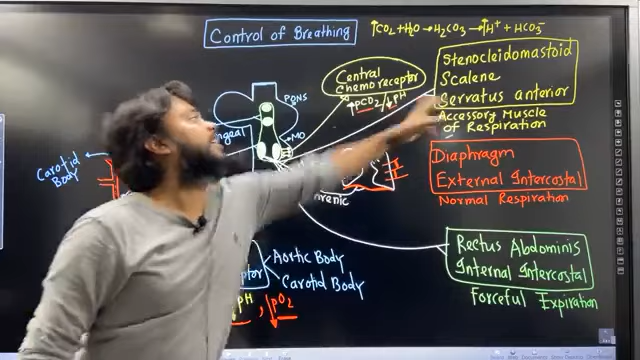 Control of Breathing
↑CO₂ + H₂O → H₂CO₃ → ↑H⁺ + HCO₃⁻
Stenocleidomastoid
Scalene
Servatus anterior
Accessory Muscle
of Respiration
Central
Chemoreceptor
↑pCO₂/↓pH
PONS
MO
Carotid
Body
Diaphragm
External Intercostal
Normal Respiration
Aortic Body
Carotid Body
pH, ↓pO₂
Rectus Abdominis
Internal Intercostal
Forceful Expiration